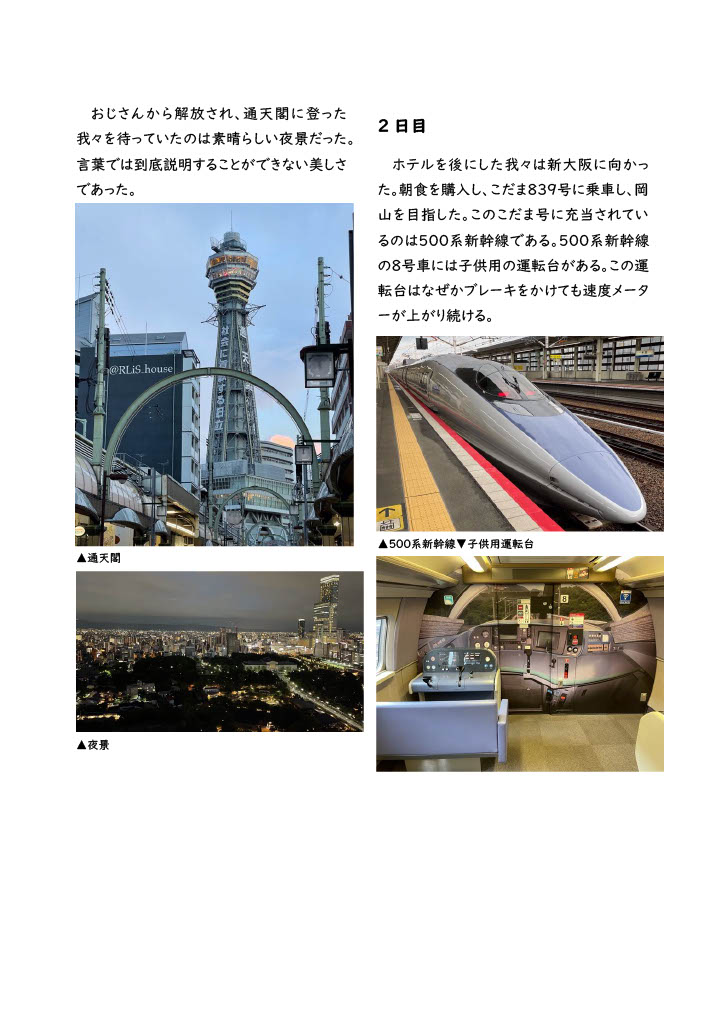 おじさんから解放され、通天閣に登った
我々を待っていたのは素晴らしい夜景だった。
言葉では到底説明することができない美しさ
であった。
@RLiS.house
▲通天閣
▲夜景
2日目
ホテルを後にした我々は新大阪に向かっ
た。朝食を購入し、こだま839号に乗車し、岡
山を目指した。このこだま号に充当されてい
るのは500系新幹線である。500系新幹線
の8号車には子供用の運転台がある。この運
転台はなぜかブレーキをかけても速度メータ
ーが上がり続ける。
▲500系新幹線▼子供用運転台
8